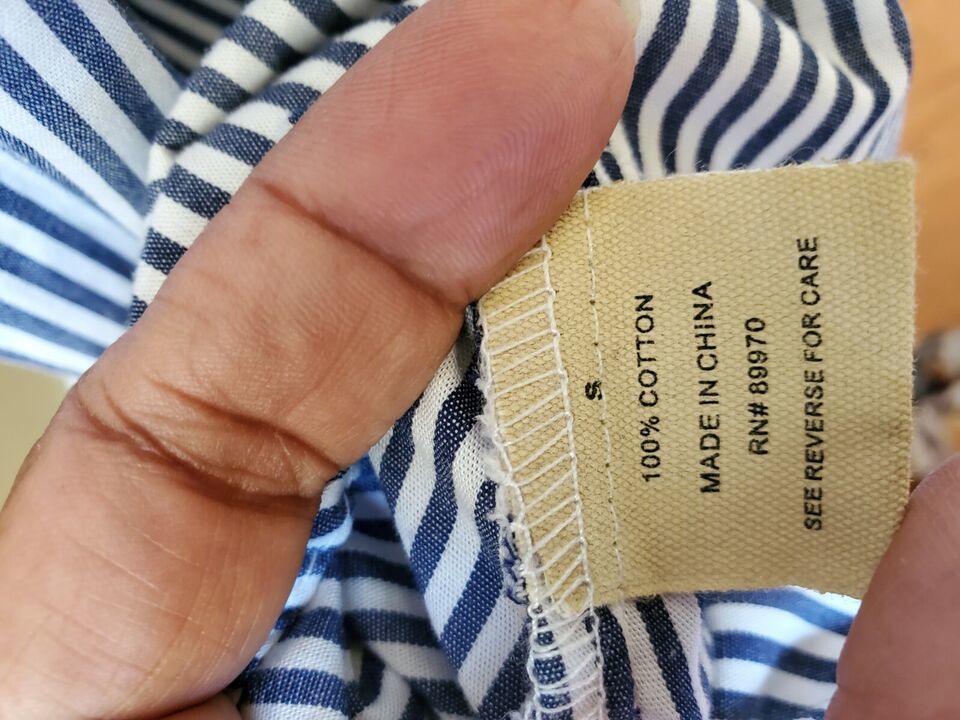 S
100% COTTON
MADE IN CHINA
RN# 89970
SEE REVERSE FOR CARE